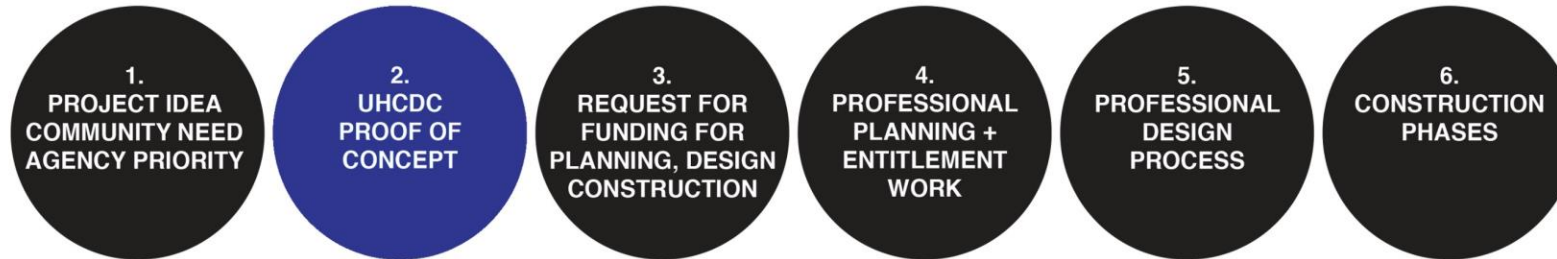 1.
PROJECT IDEA
COMMUNITY NEED
AGENCY PRIORITY
2.
UHCDC
PROOF OF
CONCEPT
3.
REQUEST FOR
FUNDING FOR
PLANNING, DESIGN
CONSTRUCTION
4.
PROFESSIONAL
PLANNING +
ENTITLEMENT
WORK
5.
PROFESSIONAL
DESIGN
PROCESS
6.
CONSTRUCTION
PHASES